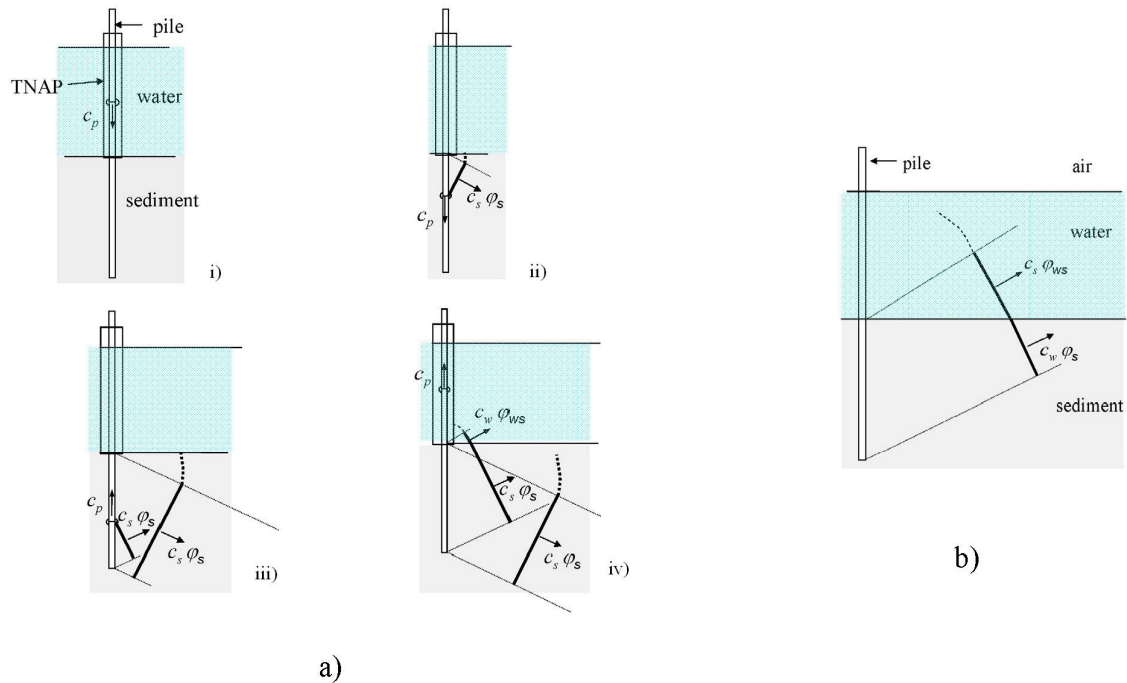 pile
TNAP
water
c_p
sediment
i)
c_s φ_s
c_p
ii)
c_p
c_s φ_s
c_s φ_s
iii)
c_p
c_w φ_ws
c_s φ_s
c_s φ_s
iv)
a)
pile
air
water
c_s φ_ws
c_w φ_s
sediment
b)